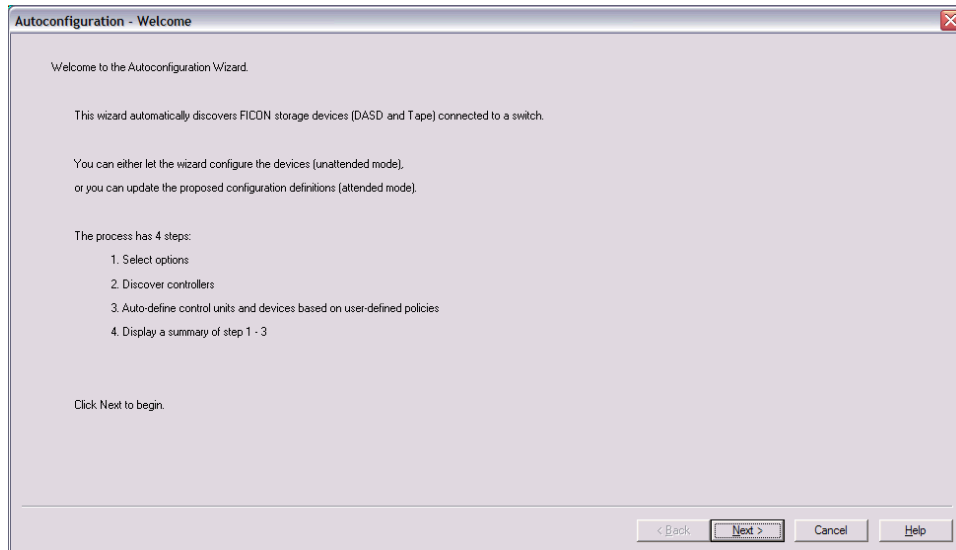 Autoconfiguration - Welcome
Welcome to the Autoconfiguration Wizard.
This wizard automatically discovers FICON storage devices (DASD and Tape) connected to a switch.
You can either let the wizard configure the devices (unattended mode),
or you can update the proposed configuration definitions (attended mode).
The process has 4 steps:
1. Select options
2. Discover controllers
3. Auto-define control units and devices based on user-defined policies
4. Display a summary of step 1 - 3
Click Next to begin.
< Back Next > Cancel Help